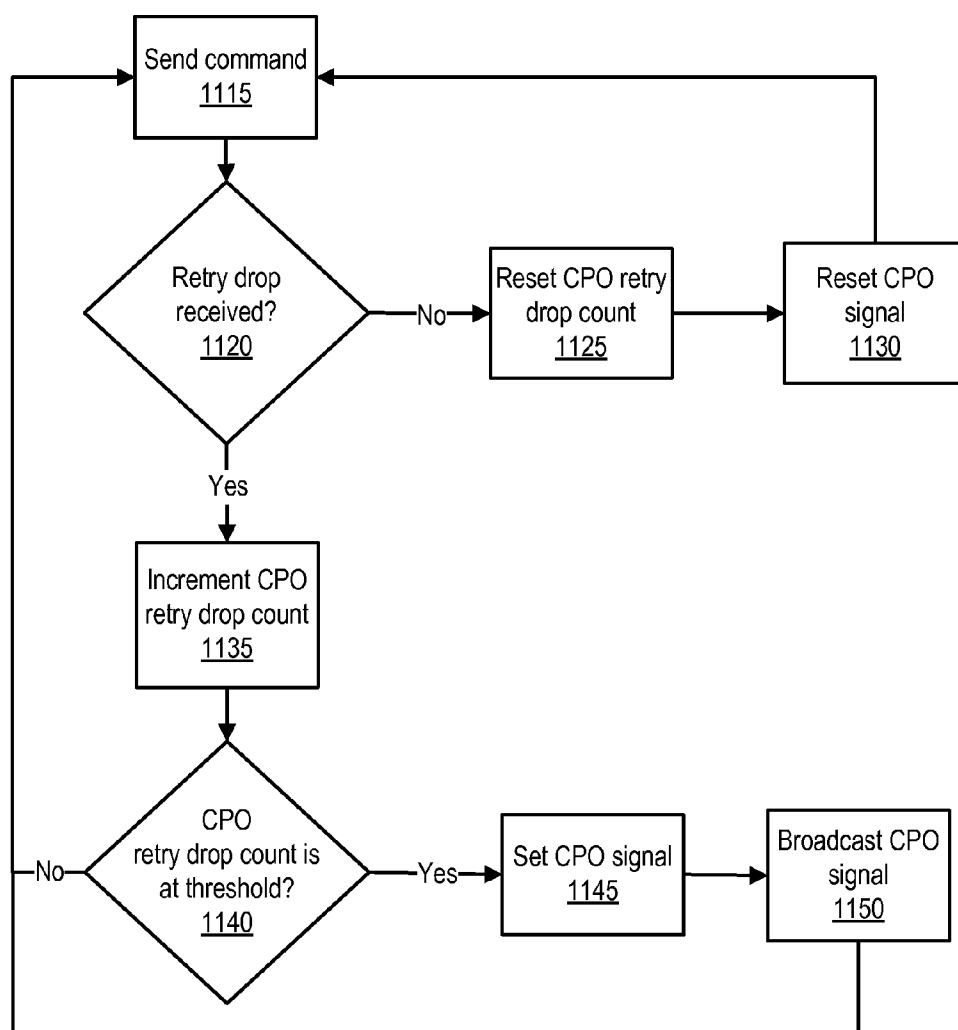 Send command
1115
Retry drop
received?
1120
No
Reset CPO retry
drop count
1125
Reset CPO
signal
1130
Yes
Increment CPO
retry drop count
1135
CPO
retry drop count is
at threshold?
1140
No
Yes
Set CPO signal
1145
Broadcast CPO
signal
1150